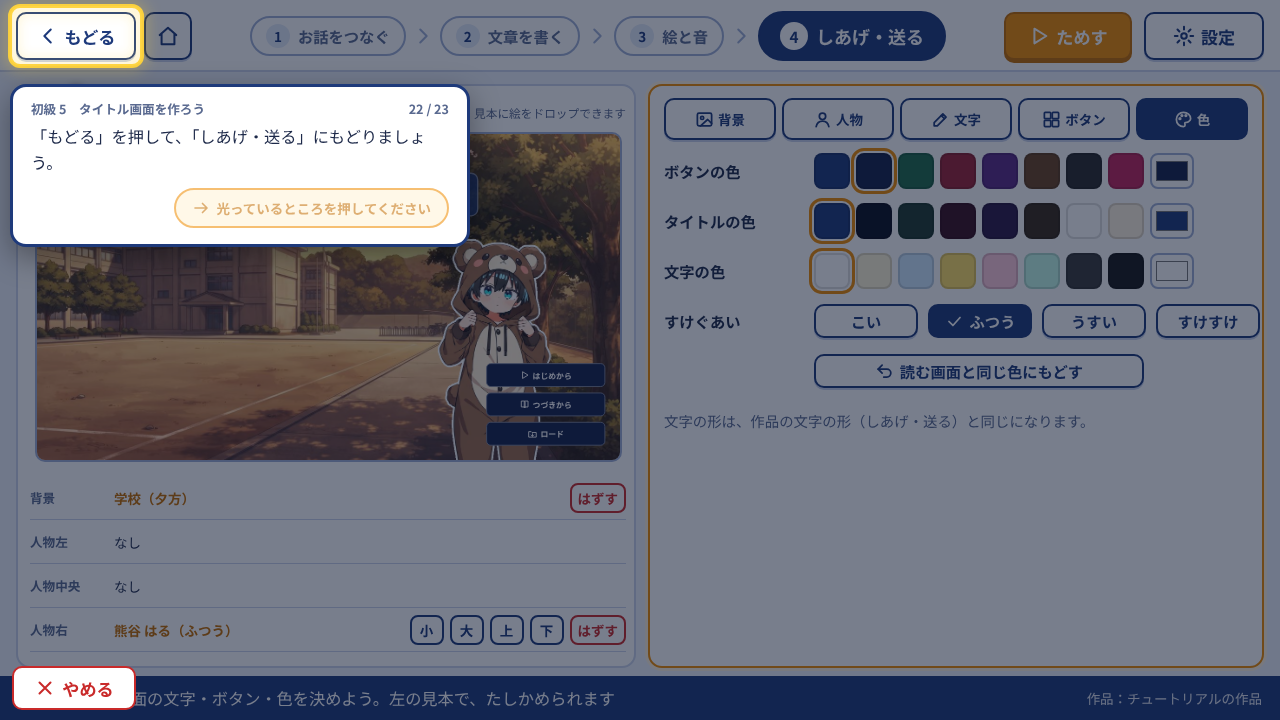 もどる
1 お話をつなぐ
2 文章を書く
3 絵と音
4 しあげ・送る
ためす
設定
初級 5 タイトル画面を作ろう
22 / 23
「もどる」を押して、「しあげ・送る」にもどりましょ
う。
光っているところを押してください
見本に絵をドロップできます
はじめから
つづきから
ロード
背景 学校（夕方） はずす
人物左 なし
人物中央 なし
人物右 熊谷 はる（ふつう） 小 大 上 下 はずす
背景
人物
文字
ボタン
色
ボタンの色
タイトルの色
文字の色
すけぐあい こい ふつう うすい すけすけ
読む画面と同じ色にもどす
文字の形は、作品の文字の形（しあげ・送る）と同じになります。
やめる
面の文字・ボタン・色を決めよう。左の見本で、たしかめられます
作品：チュートリアルの作品